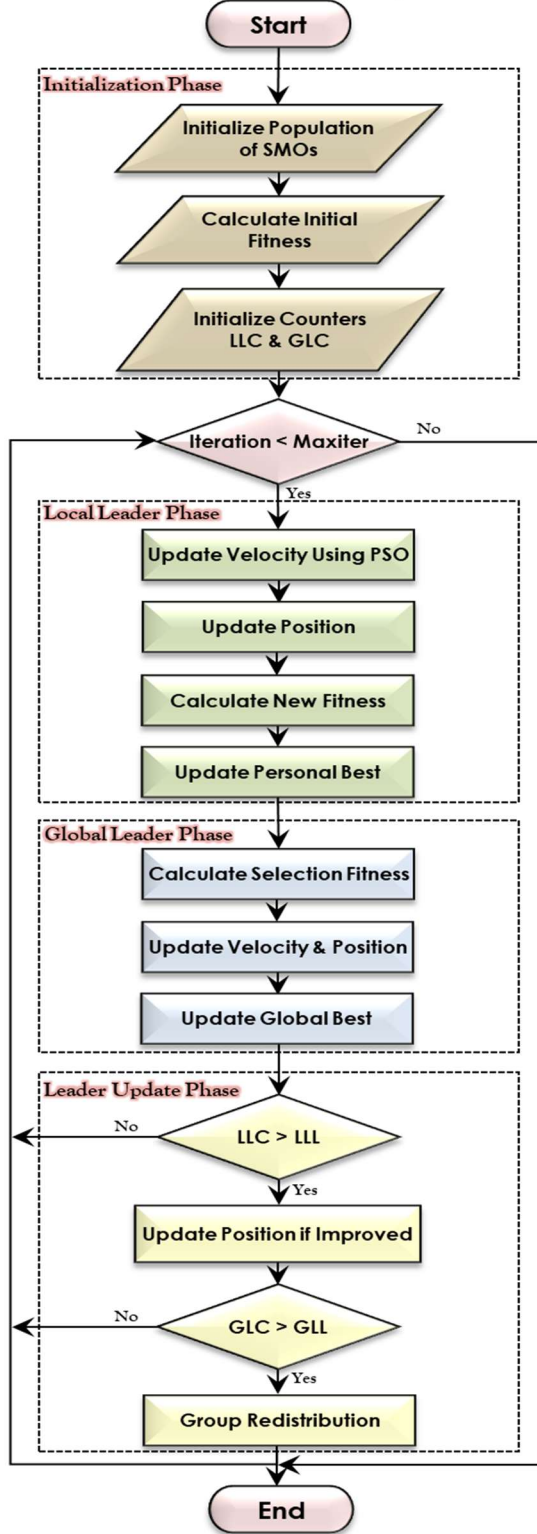 Start
Initialization Phase
Initialize Population
of SMOs
Calculate Initial
Fitness
Initialize Counters
LLC & GLC
Iteration < Maxiter
No
Yes
Local Leader Phase
Update Velocity Using PSO
Update Position
Calculate New Fitness
Update Personal Best
Global Leader Phase
Calculate Selection Fitness
Update Velocity & Position
Update Global Best
Leader Update Phase
No
LLC > LLL
Yes
Update Position if Improved
No
GLC > GLL
Yes
Group Redistribution
End